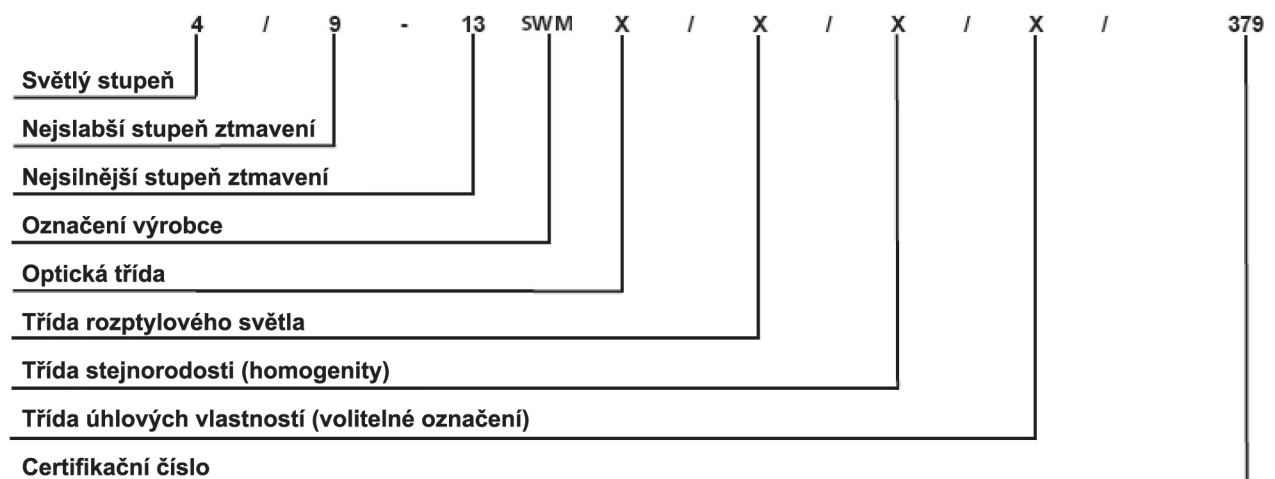 4 / 9 - 13 SWM X / X / X / X / 379
Světlý stupeň
Nejslabší stupeň ztmavení
Nejsilnější stupeň ztmavení
Označení výrobce
Optická třída
Třída rozptylového světla
Třída stejnorodosti (homogenity)
Třída úhlových vlastností (volitelné označení)
Certifikační číslo